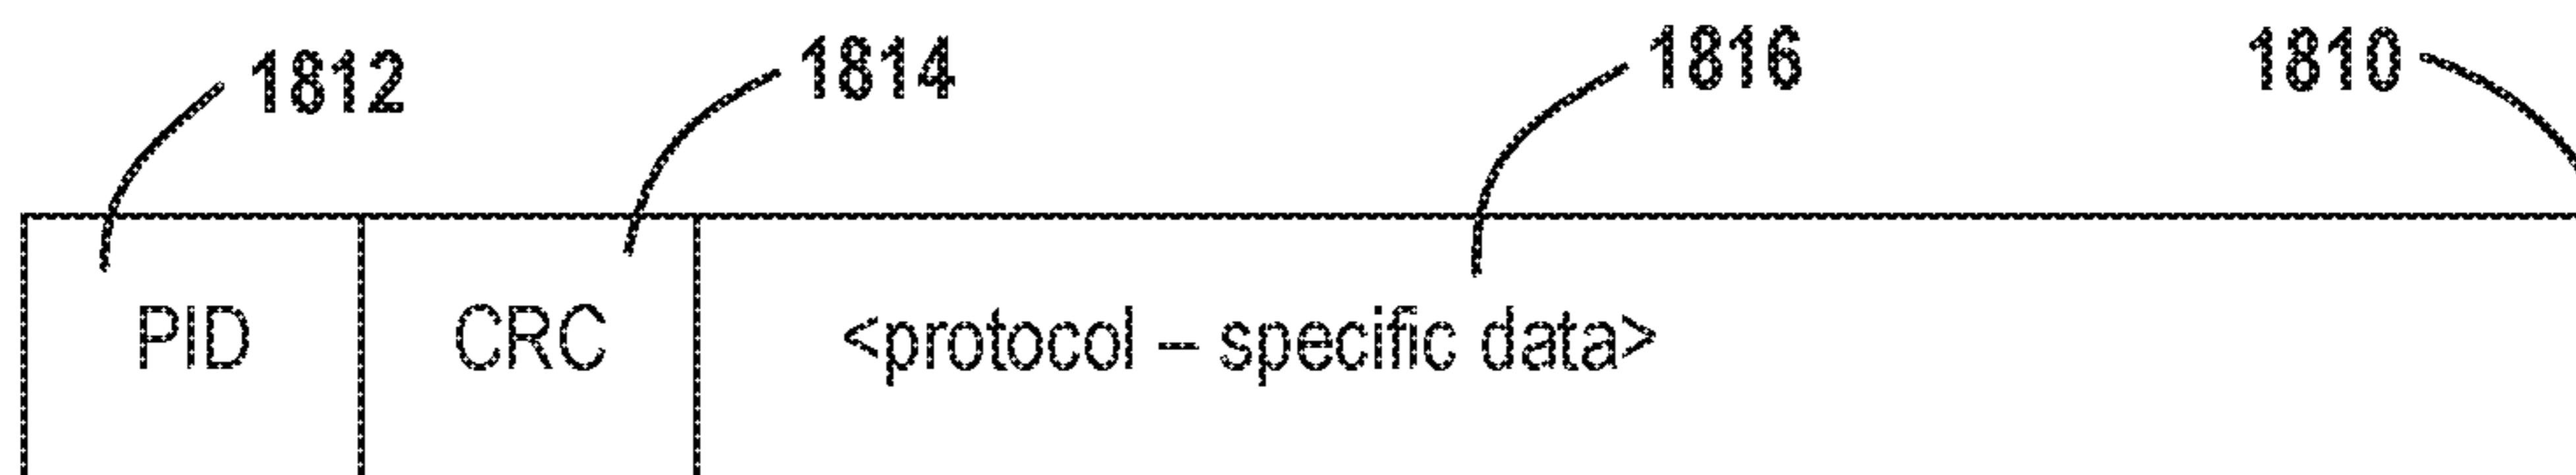 1812 1814 1816 1810
PID CRC <protocol – specific data>